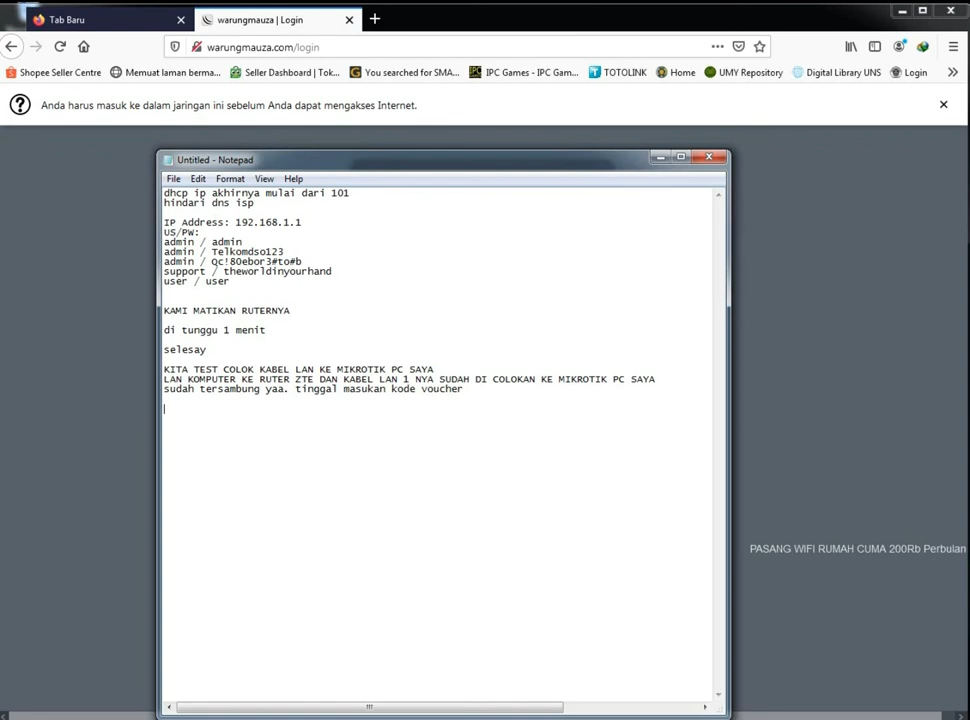 Tab Baru
warungmauza | Login
warungmauza.com/login
Shopee Seller Centre
Memuat laman berma...
Seller Dashboard | Tok...
You searched for SMA...
IPC Games - IPC Gam...
TOTOLINK
Home
UMY Repository
Digital Library UNS
Login
Anda harus masuk ke dalam jaringan ini sebelum Anda dapat mengakses Internet.
Untitled - Notepad
File Edit Format View Help
dhcp ip akhirnya mulai dari 101
hindari dns isp
IP Address: 192.168.1.1
US/PW:
admin / admin
admin / Telkomdso123
admin / Qc!80ebor3#to#b
support / theworldinyourhand
user / user
KAMI MATIKAN RUTERNYA
di tunggu 1 menit
selesay
KITA TEST COLOK KABEL LAN KE MIKROTIK PC SAYA
LAN KOMPUTER KE RUTER ZTE DAN KABEL LAN 1 NYA SUDAH DI COLOKAN KE MIKROTIK PC SAYA
sudah tersambung yaa. tinggal masukan kode voucher
PASANG WIFI RUMAH CUMA 200Rb Perbulan